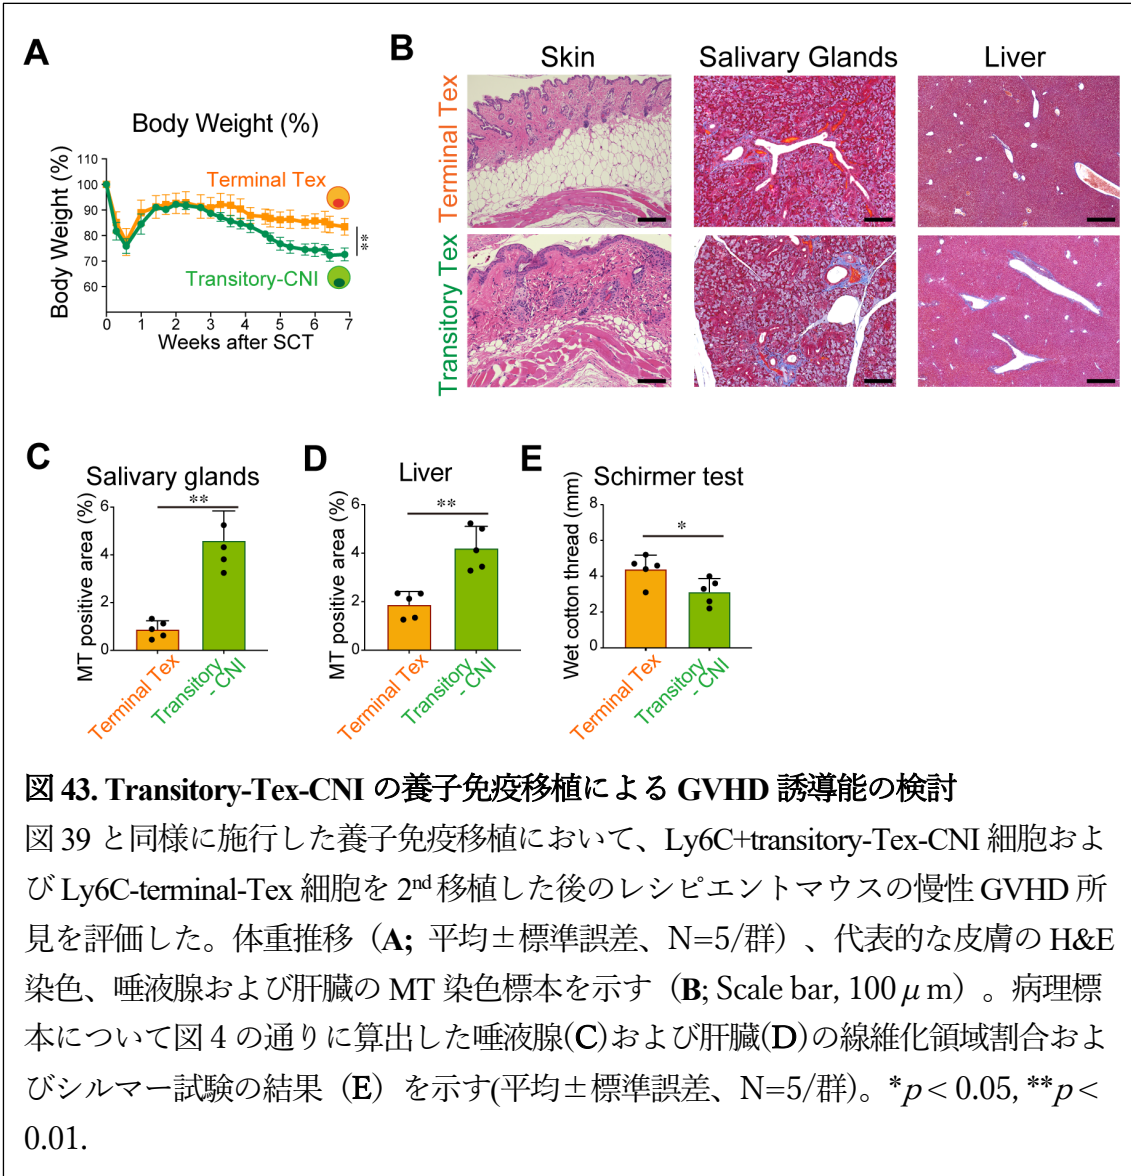 A
Body Weight (%)
Body Weight (%)
110
100
90
80
70
60
Terminal Tex
**
Transitory-CNI
0 1 2 3 4 5 6 7
Weeks after SCT
B
Skin Salivary Glands Liver
Terminal Tex
Transitory Tex
C
Salivary glands
MT positive area (%)
6
4
2
0
**
Terminal Tex
Transitory
- CNI
D
Liver
MT positive area (%)
6
4
2
0
**
Terminal Tex
Transitory
- CNI
E
Schirmer test
Wet cotton thread (mm)
8
6
4
2
0
*
Terminal Tex
Transitory
- CNI
図 43. Transitory-Tex-CNI の養子免疫移植による GVHD 誘導能の検討
図 39 と同様に施行した養子免疫移植において、Ly6C+transitory-Tex-CNI 細胞およ
び Ly6C-terminal-Tex 細胞を 2nd 移植した後のレシピエントマウスの慢性 GVHD 所
見を評価した。体重推移（A; 平均±標準誤差、N=5/群）、代表的な皮膚の H&E
染色、唾液腺および肝臓の MT 染色標本を示す（B; Scale bar, 100μm）。病理標
本について図 4 の通りに算出した唾液腺(C)および肝臓(D)の線維化領域割合およ
びシルマー試験の結果（E）を示す(平均±標準誤差、N=5/群)。*p < 0.05, **p <
0.01.